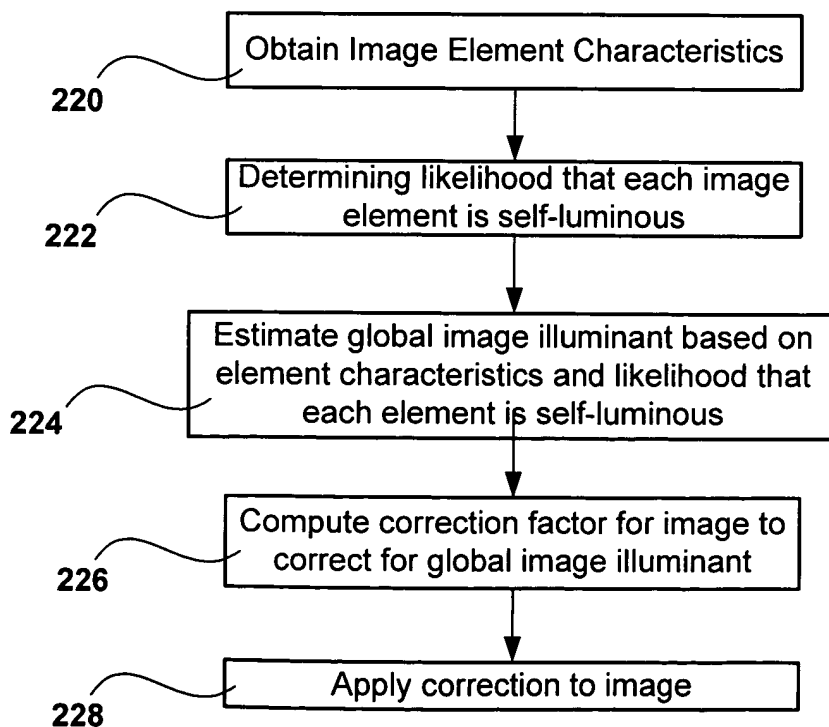 Obtain Image Element Characteristics
220
Determining likelihood that each image
element is self-luminous
222
Estimate global image illuminant based on
element characteristics and likelihood that
each element is self-luminous
224
Compute correction factor for image to
correct for global image illuminant
226
Apply correction to image
228